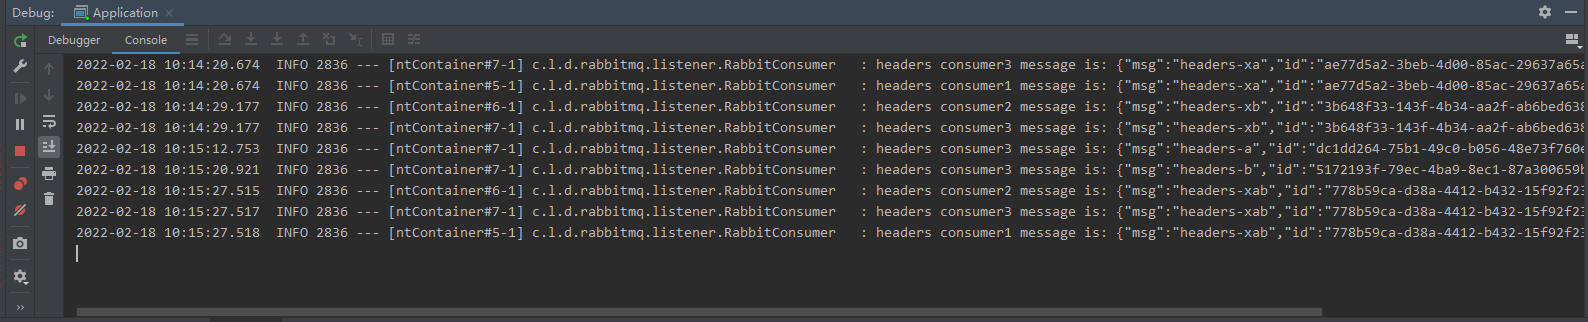 Debug: Application
Debugger Console
2022-02-18 10:14:20.674 INFO 2836 --- [ntContainer#7-1] c.l.d.rabbitmq.listener.RabbitConsumer : headers consumer3 message is: {"msg":"headers-xa","id":"ae77d5a2-3beb-4d00-85ac-29637a65a
2022-02-18 10:14:20.674 INFO 2836 --- [ntContainer#5-1] c.l.d.rabbitmq.listener.RabbitConsumer : headers consumer1 message is: {"msg":"headers-xa","id":"ae77d5a2-3beb-4d00-85ac-29637a65a
2022-02-18 10:14:29.177 INFO 2836 --- [ntContainer#6-1] c.l.d.rabbitmq.listener.RabbitConsumer : headers consumer2 message is: {"msg":"headers-xb","id":"3b648f33-143f-4b34-aa2f-ab6bed638
2022-02-18 10:14:29.177 INFO 2836 --- [ntContainer#7-1] c.l.d.rabbitmq.listener.RabbitConsumer : headers consumer3 message is: {"msg":"headers-xb","id":"3b648f33-143f-4b34-aa2f-ab6bed638
2022-02-18 10:15:12.753 INFO 2836 --- [ntContainer#7-1] c.l.d.rabbitmq.listener.RabbitConsumer : headers consumer3 message is: {"msg":"headers-a","id":"dc1dd264-75b1-49c0-b056-48e73f760e
2022-02-18 10:15:20.921 INFO 2836 --- [ntContainer#7-1] c.l.d.rabbitmq.listener.RabbitConsumer : headers consumer3 message is: {"msg":"headers-b","id":"5172193f-79ec-4ba9-8ec1-87a300659b
2022-02-18 10:15:27.515 INFO 2836 --- [ntContainer#6-1] c.l.d.rabbitmq.listener.RabbitConsumer : headers consumer2 message is: {"msg":"headers-xab","id":"778b59ca-d38a-4412-b432-15f92f23
2022-02-18 10:15:27.517 INFO 2836 --- [ntContainer#7-1] c.l.d.rabbitmq.listener.RabbitConsumer : headers consumer3 message is: {"msg":"headers-xab","id":"778b59ca-d38a-4412-b432-15f92f23
2022-02-18 10:15:27.518 INFO 2836 --- [ntContainer#5-1] c.l.d.rabbitmq.listener.RabbitConsumer : headers consumer1 message is: {"msg":"headers-xab","id":"778b59ca-d38a-4412-b432-15f92f23